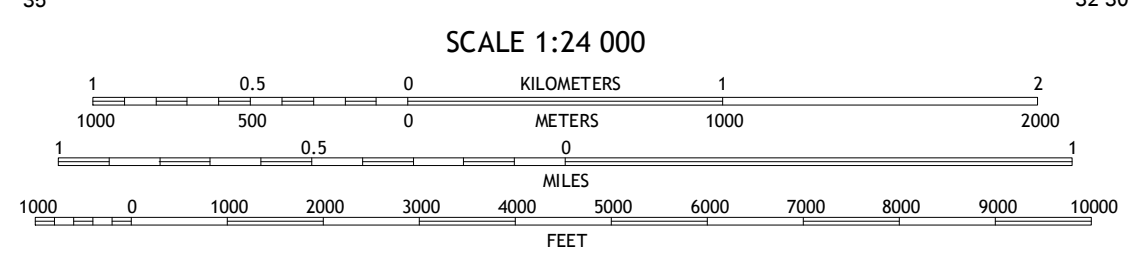 35
32'30"
SCALE 1:24 000
1 0.5 0 KILOMETERS 1 2
1000 500 0 METERS 1000 2000
1 0.5 0 1
MILES
1000 0 1000 2000 3000 4000 5000 6000 7000 8000 9000 10000
FEET